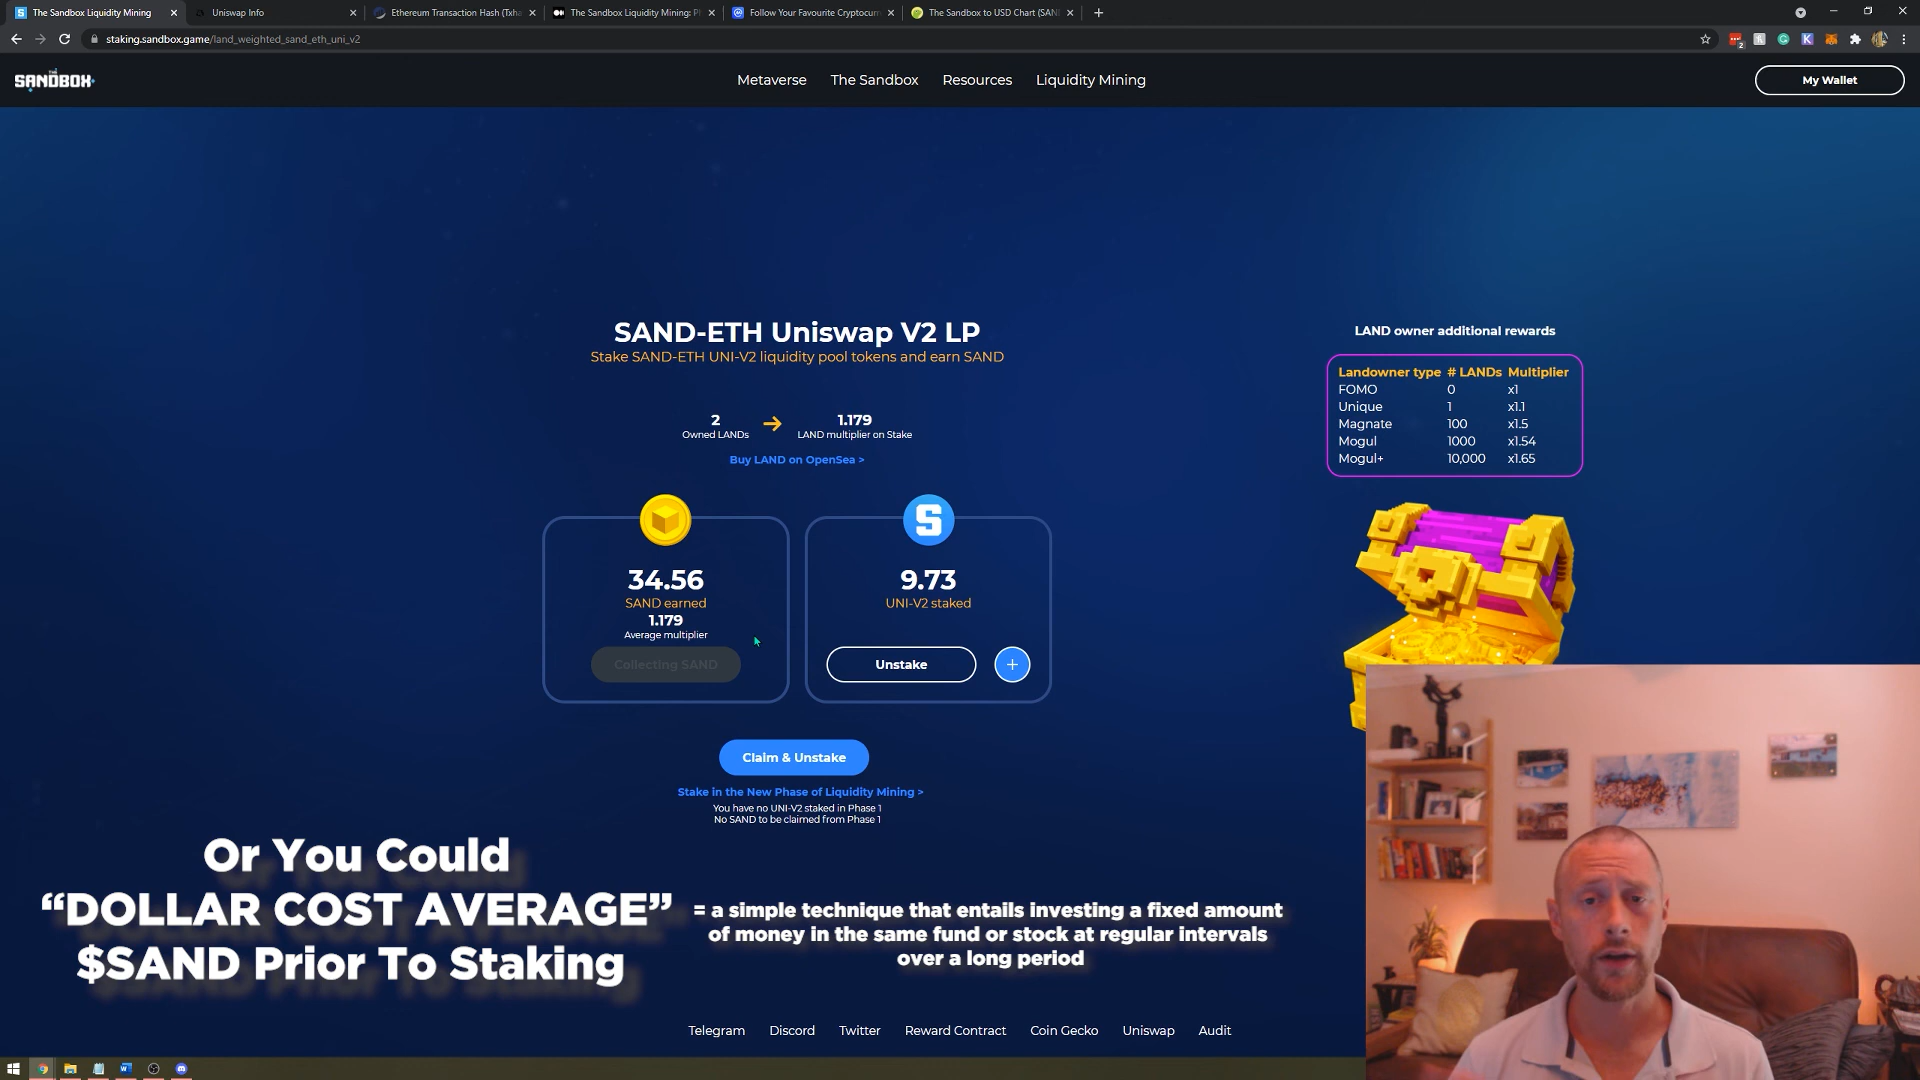 The Sandbox Liquidity Mining
Uniswap Info
Ethereum Transaction Hash (Txha
The Sandbox Liquidity Mining: P
Follow Your Favourite Cryptocurr
The Sandbox to USD Chart (SAN
staking.sandbox.game/land_weighted_sand_eth_uni_v2
THE SANDBOX
Metaverse
The Sandbox
Resources
Liquidity Mining
My Wallet
SAND-ETH Uniswap V2 LP
Stake SAND-ETH UNI-V2 liquidity pool tokens and earn SAND
2
Owned LANDs
1.179
LAND multiplier on Stake
Buy LAND on OpenSea >
34.56
SAND earned
1.179
Average multiplier
Collecting SAND
9.73
UNI-V2 staked
Unstake
+
Claim & Unstake
Stake in the New Phase of Liquidity Mining >
You have no UNI-V2 staked in Phase 1
No SAND to be claimed from Phase 1
LAND owner additional rewards
Landowner type # LANDs Multiplier
FOMO 0 x1
Unique 1 x1.1
Magnate 100 x1.5
Mogul 1000 x1.54
Mogul+ 10,000 x1.65
Or You Could
“DOLLAR COST AVERAGE”
$SAND Prior To Staking
= a simple technique that entails investing a fixed amount
of money in the same fund or stock at regular intervals
over a long period
Telegram
Discord
Twitter
Reward Contract
Coin Gecko
Uniswap
Audit